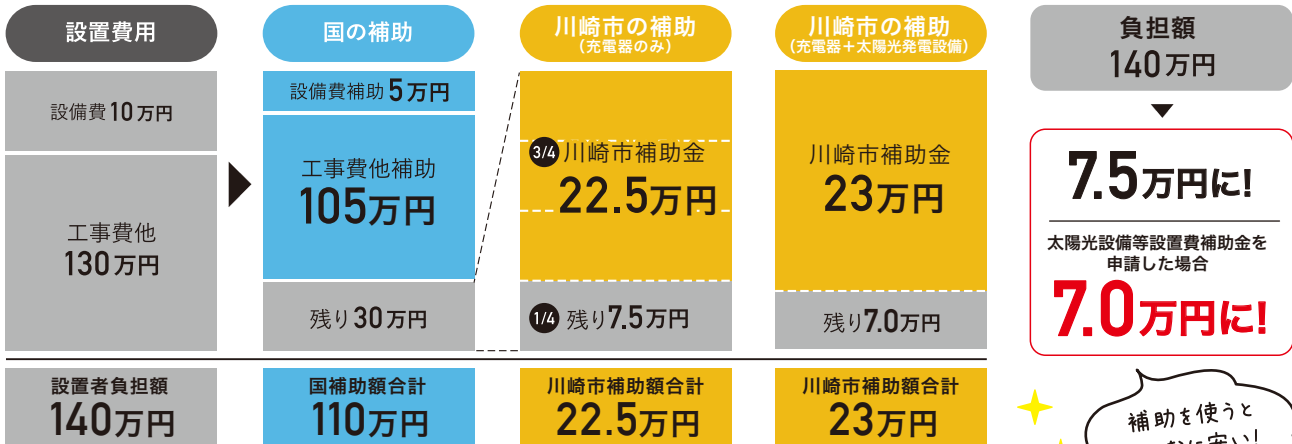 設置費用
設備費10万円
工事費他
130万円
設置者負担額
140万円
国の補助
設備費補助5万円
工事費他補助
105万円
残り30万円
国補助額合計
110万円
川崎市の補助
(充電器のみ)
3/4 川崎市補助金
22.5万円
1/4 残り7.5万円
川崎市補助額合計
22.5万円
川崎市の補助
(充電器+太陽光発電設備)
川崎市補助金
23万円
残り7.0万円
川崎市補助額合計
23万円
負担額
140万円
7.5万円に!
太陽光設備等設置費補助金を
申請した場合
7.0万円に!
補助を使うと
に安い!